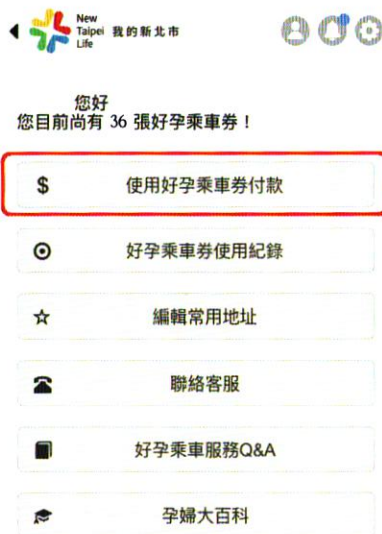 New
Taipei
Life
我的新北市
您好
您目前尚有 36 張好孕乘車券！
$ 使用好孕乘車券付款
好孕乘車券使用紀錄
編輯常用地址
聯絡客服
好孕乘車服務Q&A
孕婦大百科